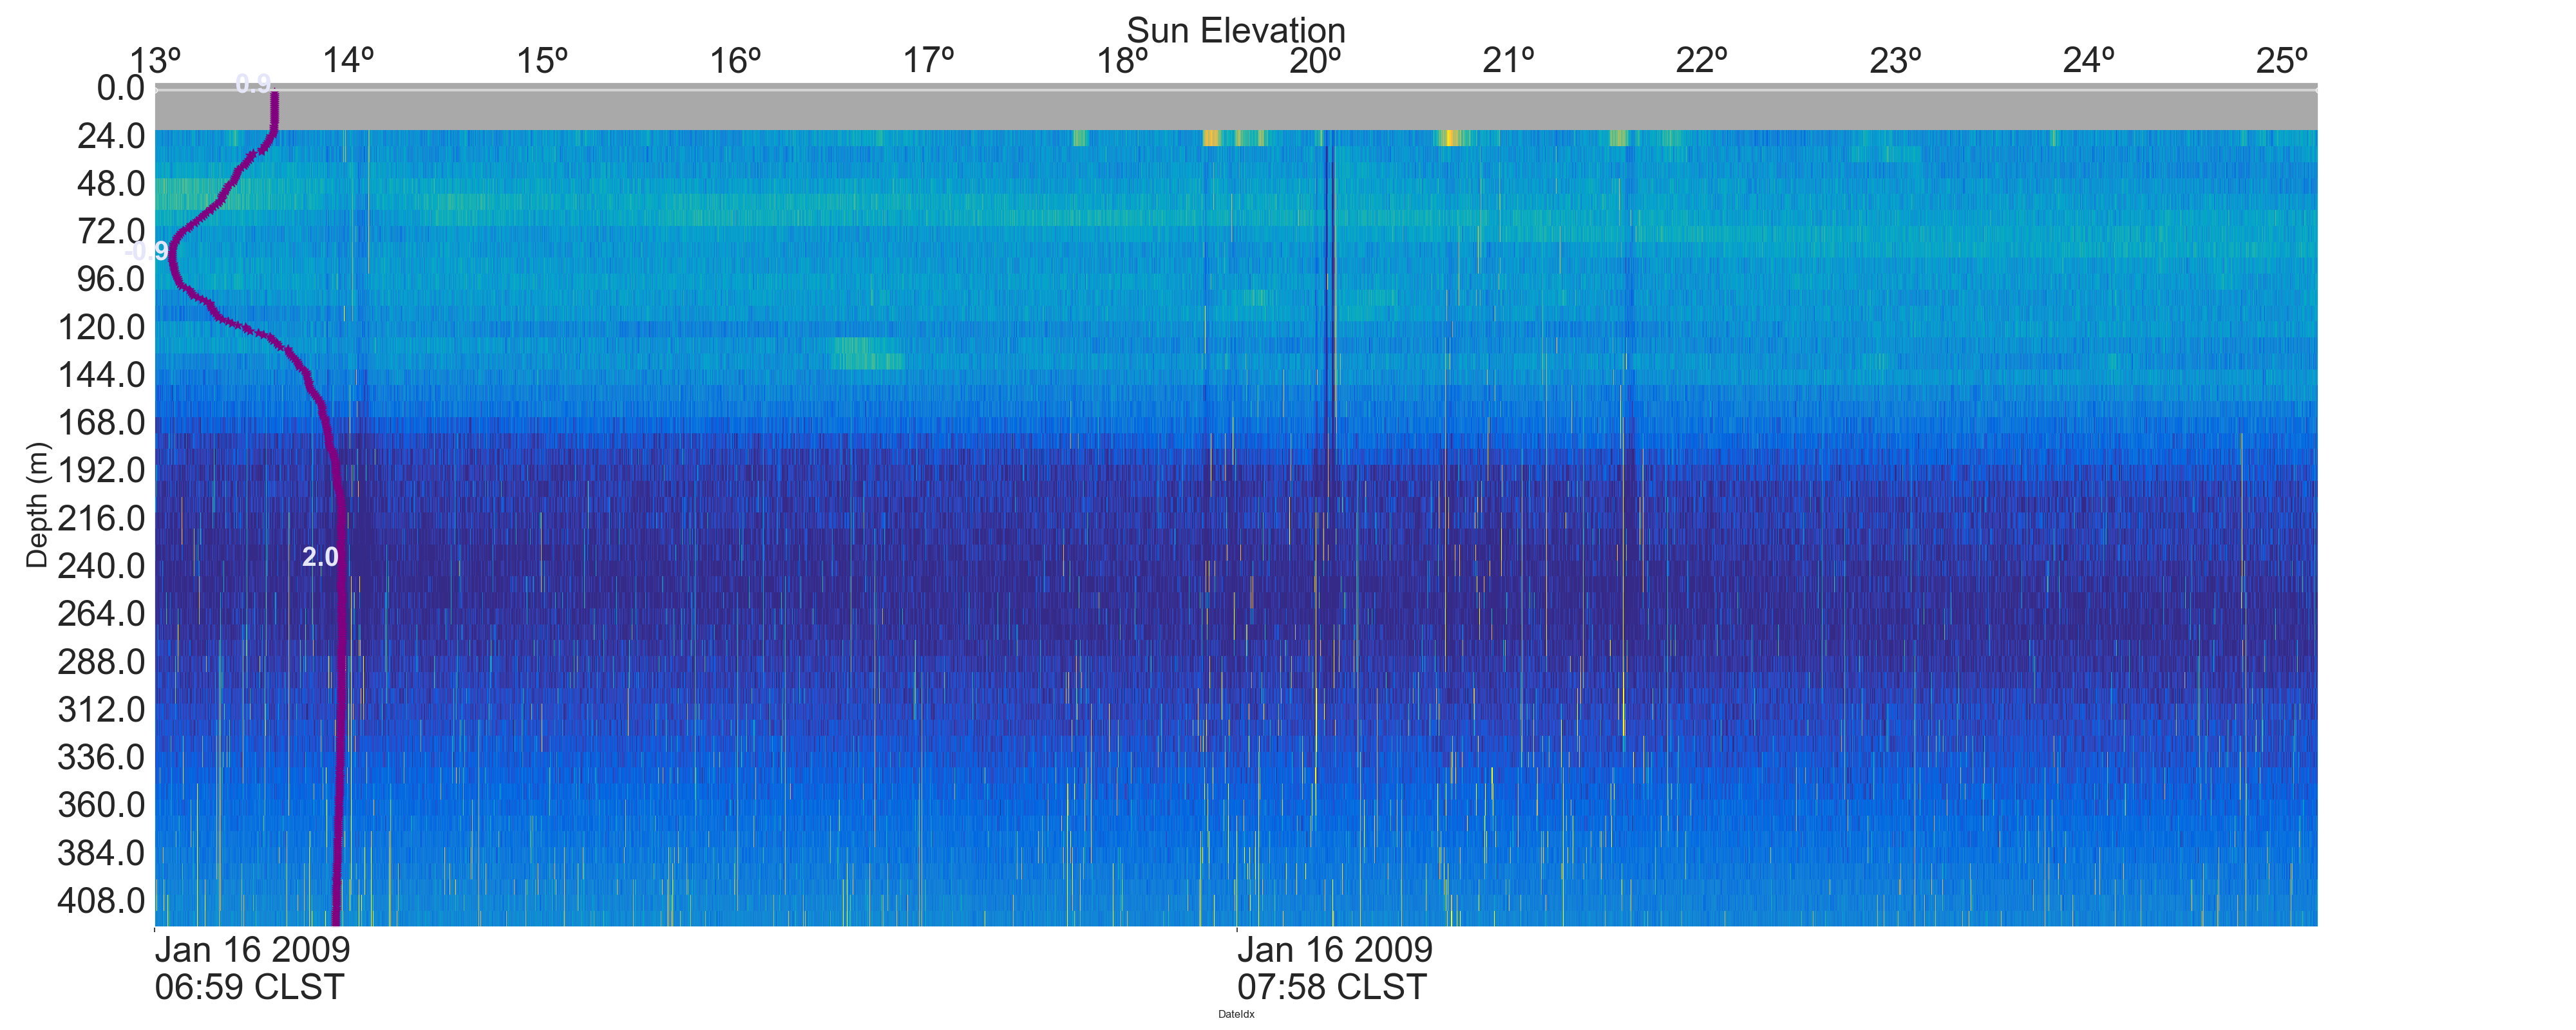 Sun Elevation
13º 14º 15º 16º 17º 18º 20º 21º 22º 23º 24º 25º
0.0
0.9
24.0
48.0
72.0
-0.9
96.0
120.0
144.0
168.0
192.0
216.0
2.0
240.0
264.0
288.0
312.0
336.0
360.0
384.0
408.0
Depth (m)
Jan 16 2009
06:59 CLST
Jan 16 2009
07:58 CLST
DateIdx